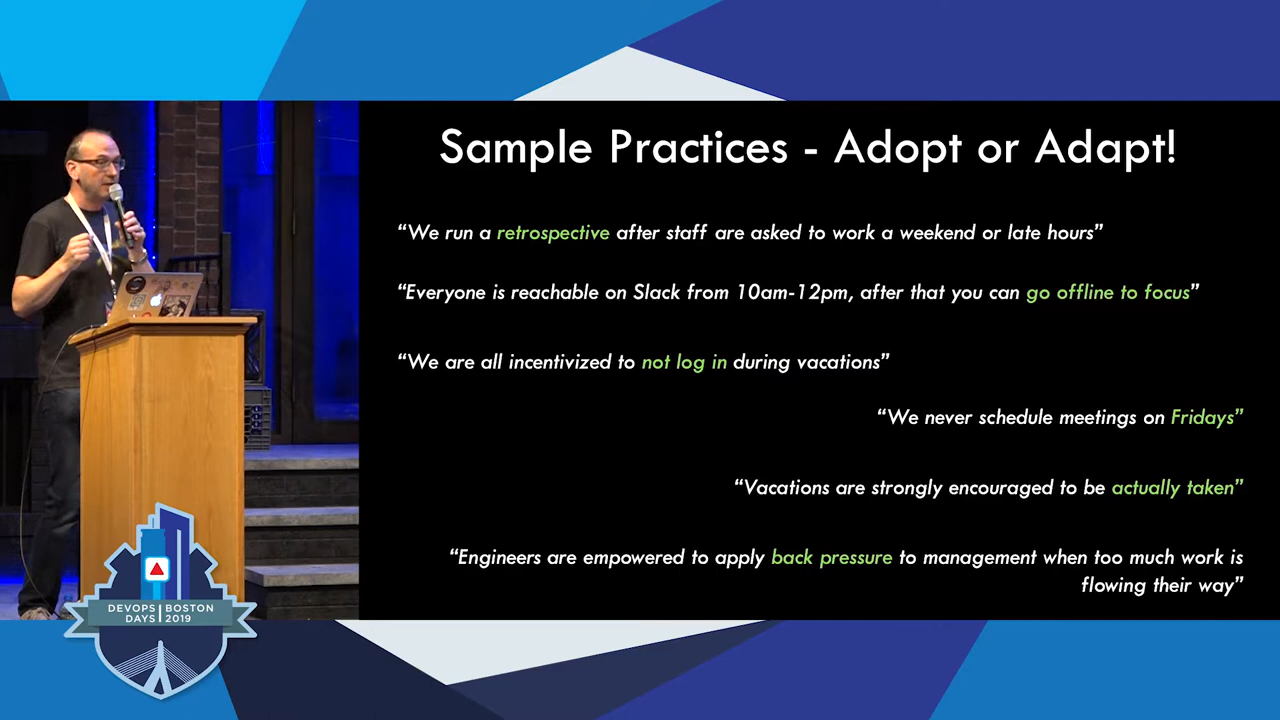 Sample Practices - Adopt or Adapt!
“We run a retrospective after staff are asked to work a weekend or late hours”
“Everyone is reachable on Slack from 10am-12pm, after that you can go offline to focus”
“We are all incentivized to not log in during vacations”
“We never schedule meetings on Fridays”
“Vacations are strongly encouraged to be actually taken”
“Engineers are empowered to apply back pressure to management when too much work is
flowing their way”
DEVOPS BOSTON
DAYS 2019